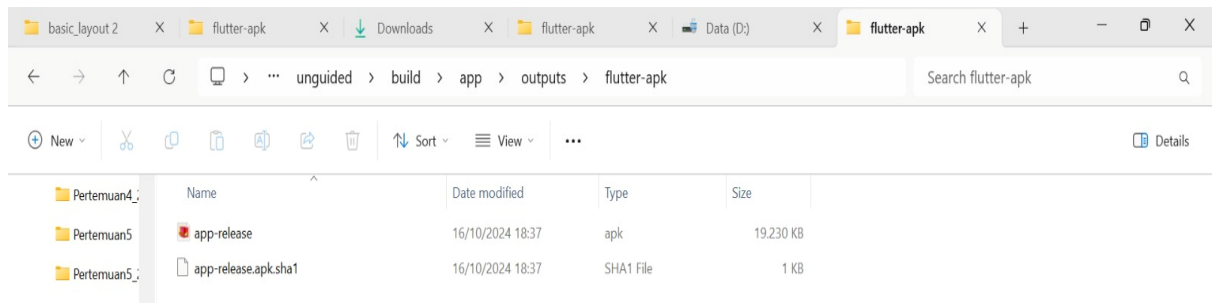 basic_layout 2 flutter-apk Downloads flutter-apk Data (D:) flutter-apk
unguided > build > app > outputs > flutter-apk Search flutter-apk
New Sort View Details
Name Date modified Type Size
Pertemuan4_ app-release 16/10/2024 18:37 apk 19.230 KB
Pertemuan5 app-release.apk.sha1 16/10/2024 18:37 SHA1 File 1 KB
Pertemuan5_